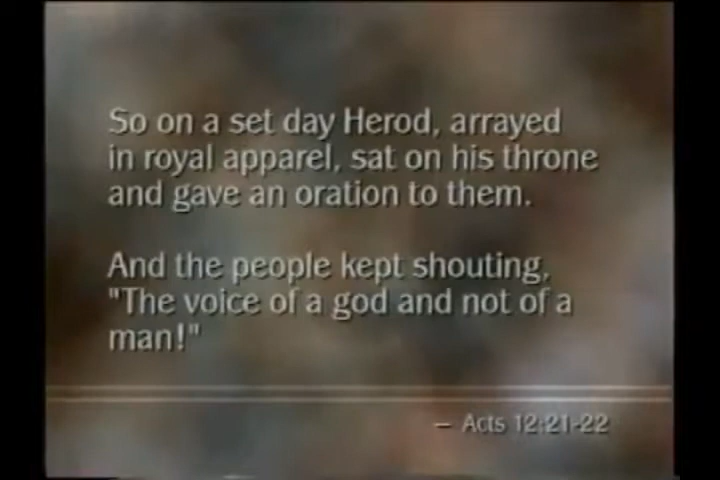 So on a set day Herod, arrayed
in royal apparel, sat on his throne
and gave an oration to them.
And the people kept shouting,
"The voice of a god and not of a
man!"
– Acts 12:21-22